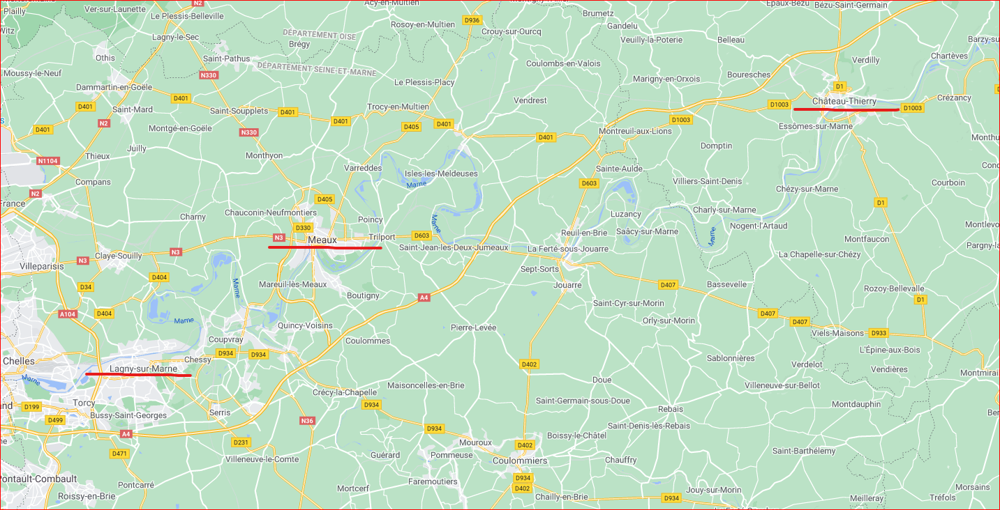 N2
Acy-en-Multien
Epaux-Bézu
Bézu-Saint-Germain
Plailly
Ver-sur-Launette
Le Plessis-Belleville
Rosoy-en-Multien
D936
Crouy-sur-Ourcq
Brumetz
Gandelu
Veuilly-la-Poterie
Belleau
Lagny-le-Sec
DÉPARTEMENT OISE
Brégy
Othis
Saint-Pathus
DÉPARTEMENT SEINE-ET-MARNE
Coulombs-en-Valois
Marigny-en-Orxois
Bouresches
Verdilly
Chartèves
Barzy-su
Moussy-le-Neuf
N330
Dammartin-en-Goële
Le Plessis-Placy
D1
Crézancy
D401
D401
Saint-Mard
Saint-Soupplets
D401
D401
Trocy-en-Multien
Vendrest
D1003
Château-Thierry
D1003
D401
N2
N330
D405
D401
D401
Montreuil-aux-Lions
D1003
Essômes-sur-Marne
Montgé-en-Goële
Juilly
Thieux
Monthyon
Domptin
N1104
Compans
Varreddes
Isles-les-Meldeuses
Marne
Sainte-Aulde
D603
Villiers-Saint-Denis
Chézy-sur-Marne
Courboin
N2
France
D405
Chauconin-Neufmontiers
Charny
D330
Poincy
Marne
Luzancy
Charly-sur-Marne
D1
N3
Meaux
Trilport
D603
Reuil-en-Brie
Saâcy-sur-Marne
Marne
Nogent-l'Artaud
Montfaucon
Saint-Jean-les-Deux-Jumeaux
La Ferté-sous-Jouarre
La Chapelle-sur-Chézy
N3
Claye-Souilly
N3
Villeparisis
Sept-Sorts
D34
D404
Marne
Mareuil-lès-Meaux
Boutigny
A4
Jouarre
D407
Bassevelle
Rozoy-Bellevalle
D1
A104
D404
Marne
Saint-Cyr-sur-Morin
D407
Orly-sur-Morin
D407
Quincy-Voisins
Pierre-Levée
Viels-Maisons
D933
Coupvray
Coulommes
L'Épine-aux-Bois
D934
D934
Chelles
Lagny-sur-Marne
Chessy
D402
Sablonnières
Verdelot
Vendières
Montmirai
Marne
Doue
Maisoncelles-en-Brie
Villeneuve-sur-Bellot
Crécy-la-Chapelle
D934
Torcy
D199
Bussy-Saint-Georges
Serris
Saint-Germain-sous-Doue
Rebais
Montdauphin
D499
N36
Saint-Denis-lès-Rebais
A4
D231
D934
Boissy-le-Châtel
Mouroux
D402
D471
Villeneuve-le-Comte
Guérard
Pommeuse
Coulommiers
Chauffry
Saint-Barthélemy
Pontault-Combault
Pontcarré
Faremoutiers
D934
D402
Mortcerf
Roissy-en-Brie
Chailly-en-Brie
D934
Jouy-sur-Morin
Meilleray
Tréfols
Morsains